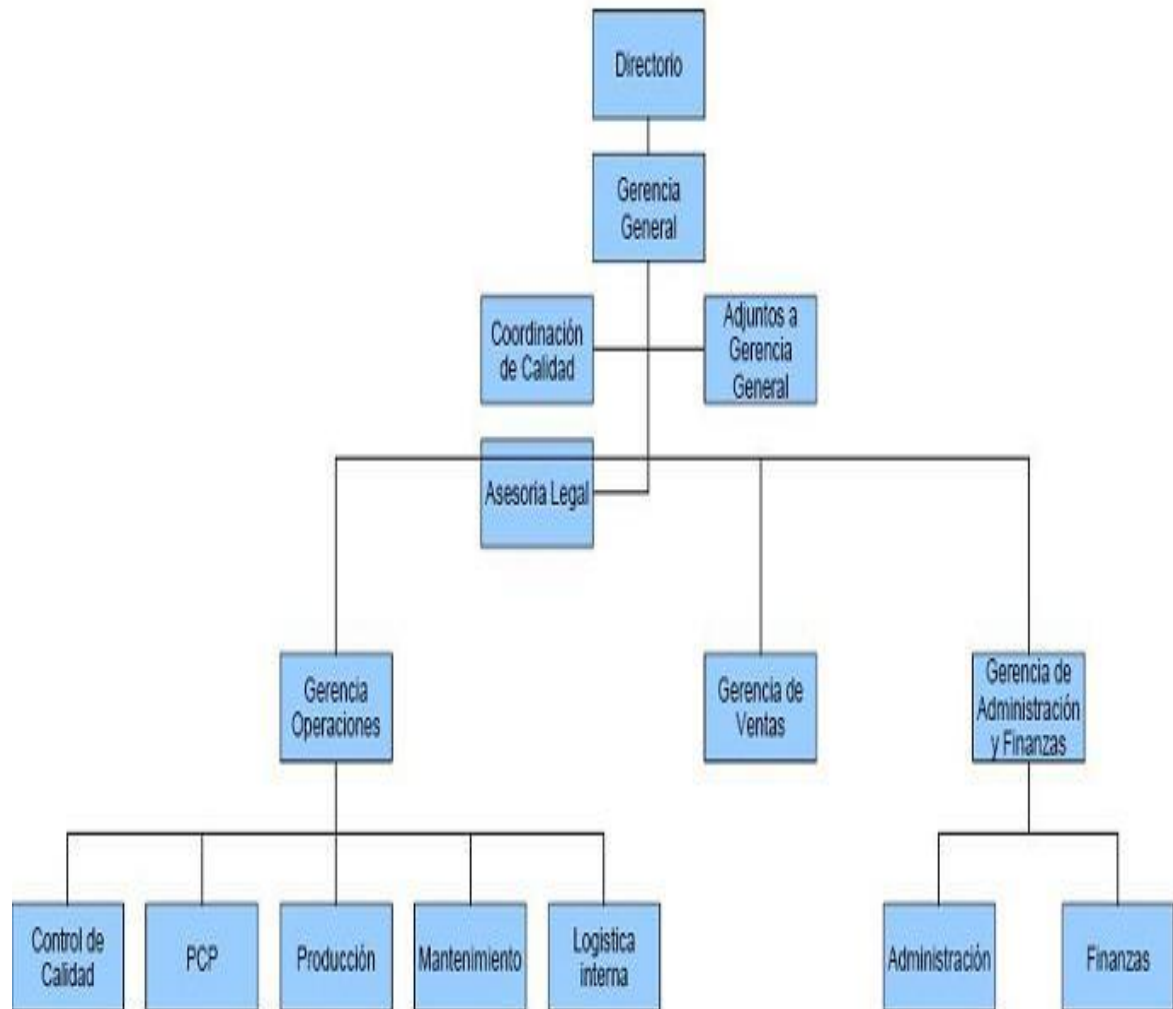 Directorio
Gerencia
General
Coordinación
de Calidad
Adjuntos a
Gerencia
General
Asesoria Legal
Gerencia
Operaciones
Gerencia de
Ventas
Gerencia de
Administración
y Finanzas
Control de
Calidad
PCP
Producción
Mantenimiento
Logistica
interna
Administración
Finanzas